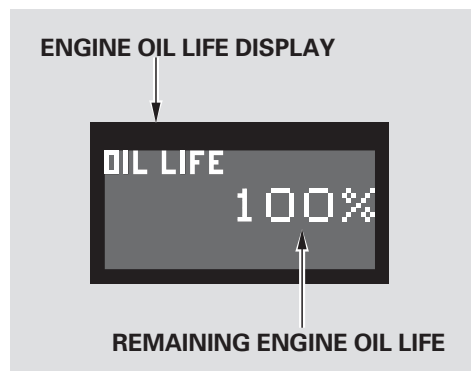 ENGINE OIL LIFE DISPLAY
OIL LIFE
100%
REMAINING ENGINE OIL LIFE